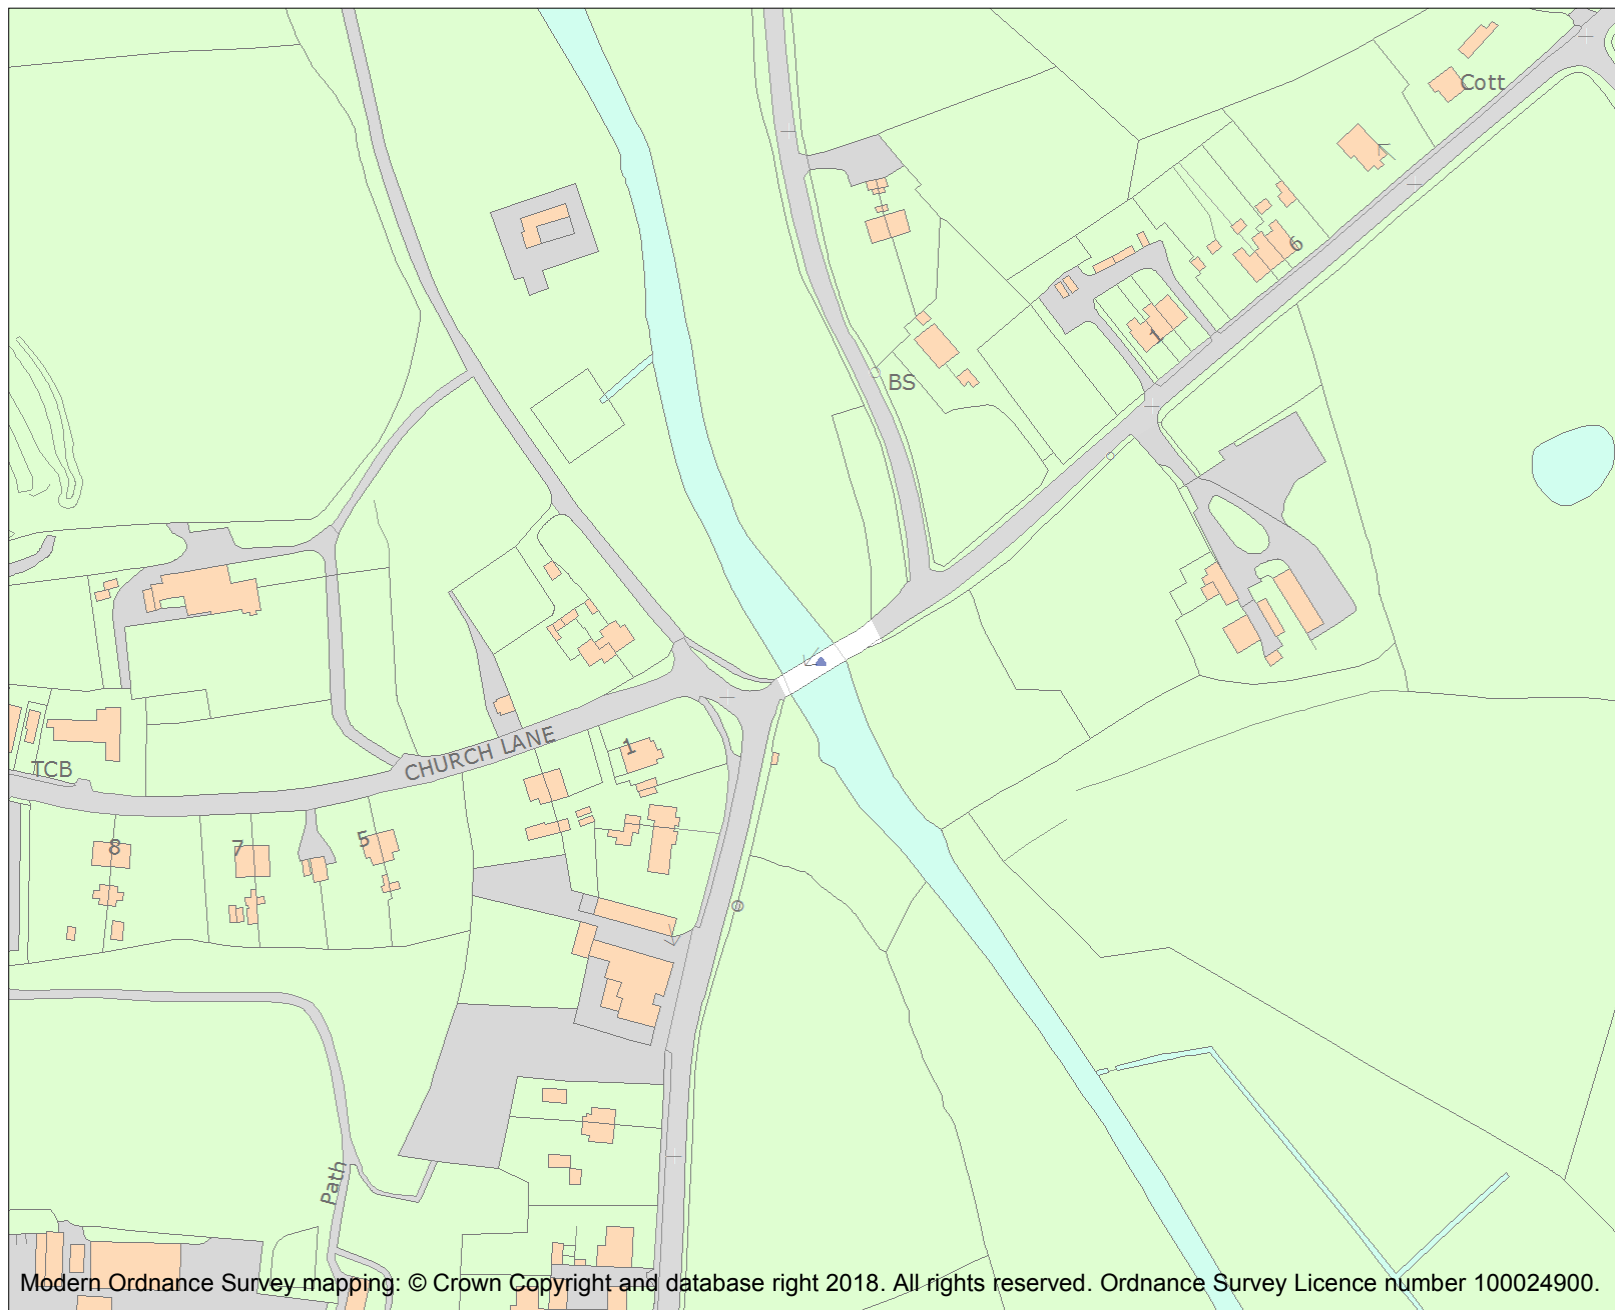 Cott
6
1
BS
CHURCH LANE
1
TCB
8
7
5
Path
Modern Ordnance Survey mapping: © Crown Copyright and database right 2018. All rights reserved. Ordnance Survey Licence number 100024900.